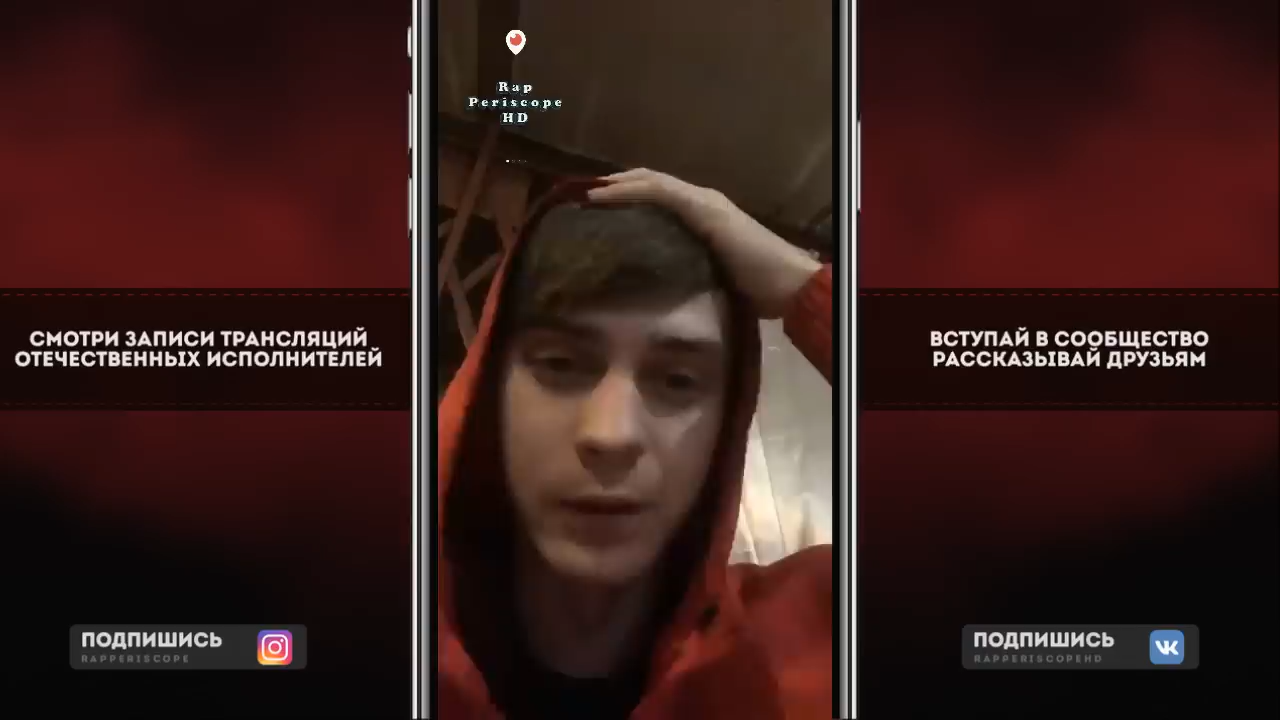 Rap
Periscope
HD
СМОТРИ ЗАПИСИ ТРАНСЛЯЦИЙ
ОТЕЧЕСТВЕННЫХ ИСПОЛНИТЕЛЕЙ
ВСТУПАЙ В СООБЩЕСТВО
РАССКАЗЫВАЙ ДРУЗЬЯМ
ПОДПИШИСЬ
RAPPERISCOPE
ПОДПИШИСЬ
RAPPERISCOPEHD